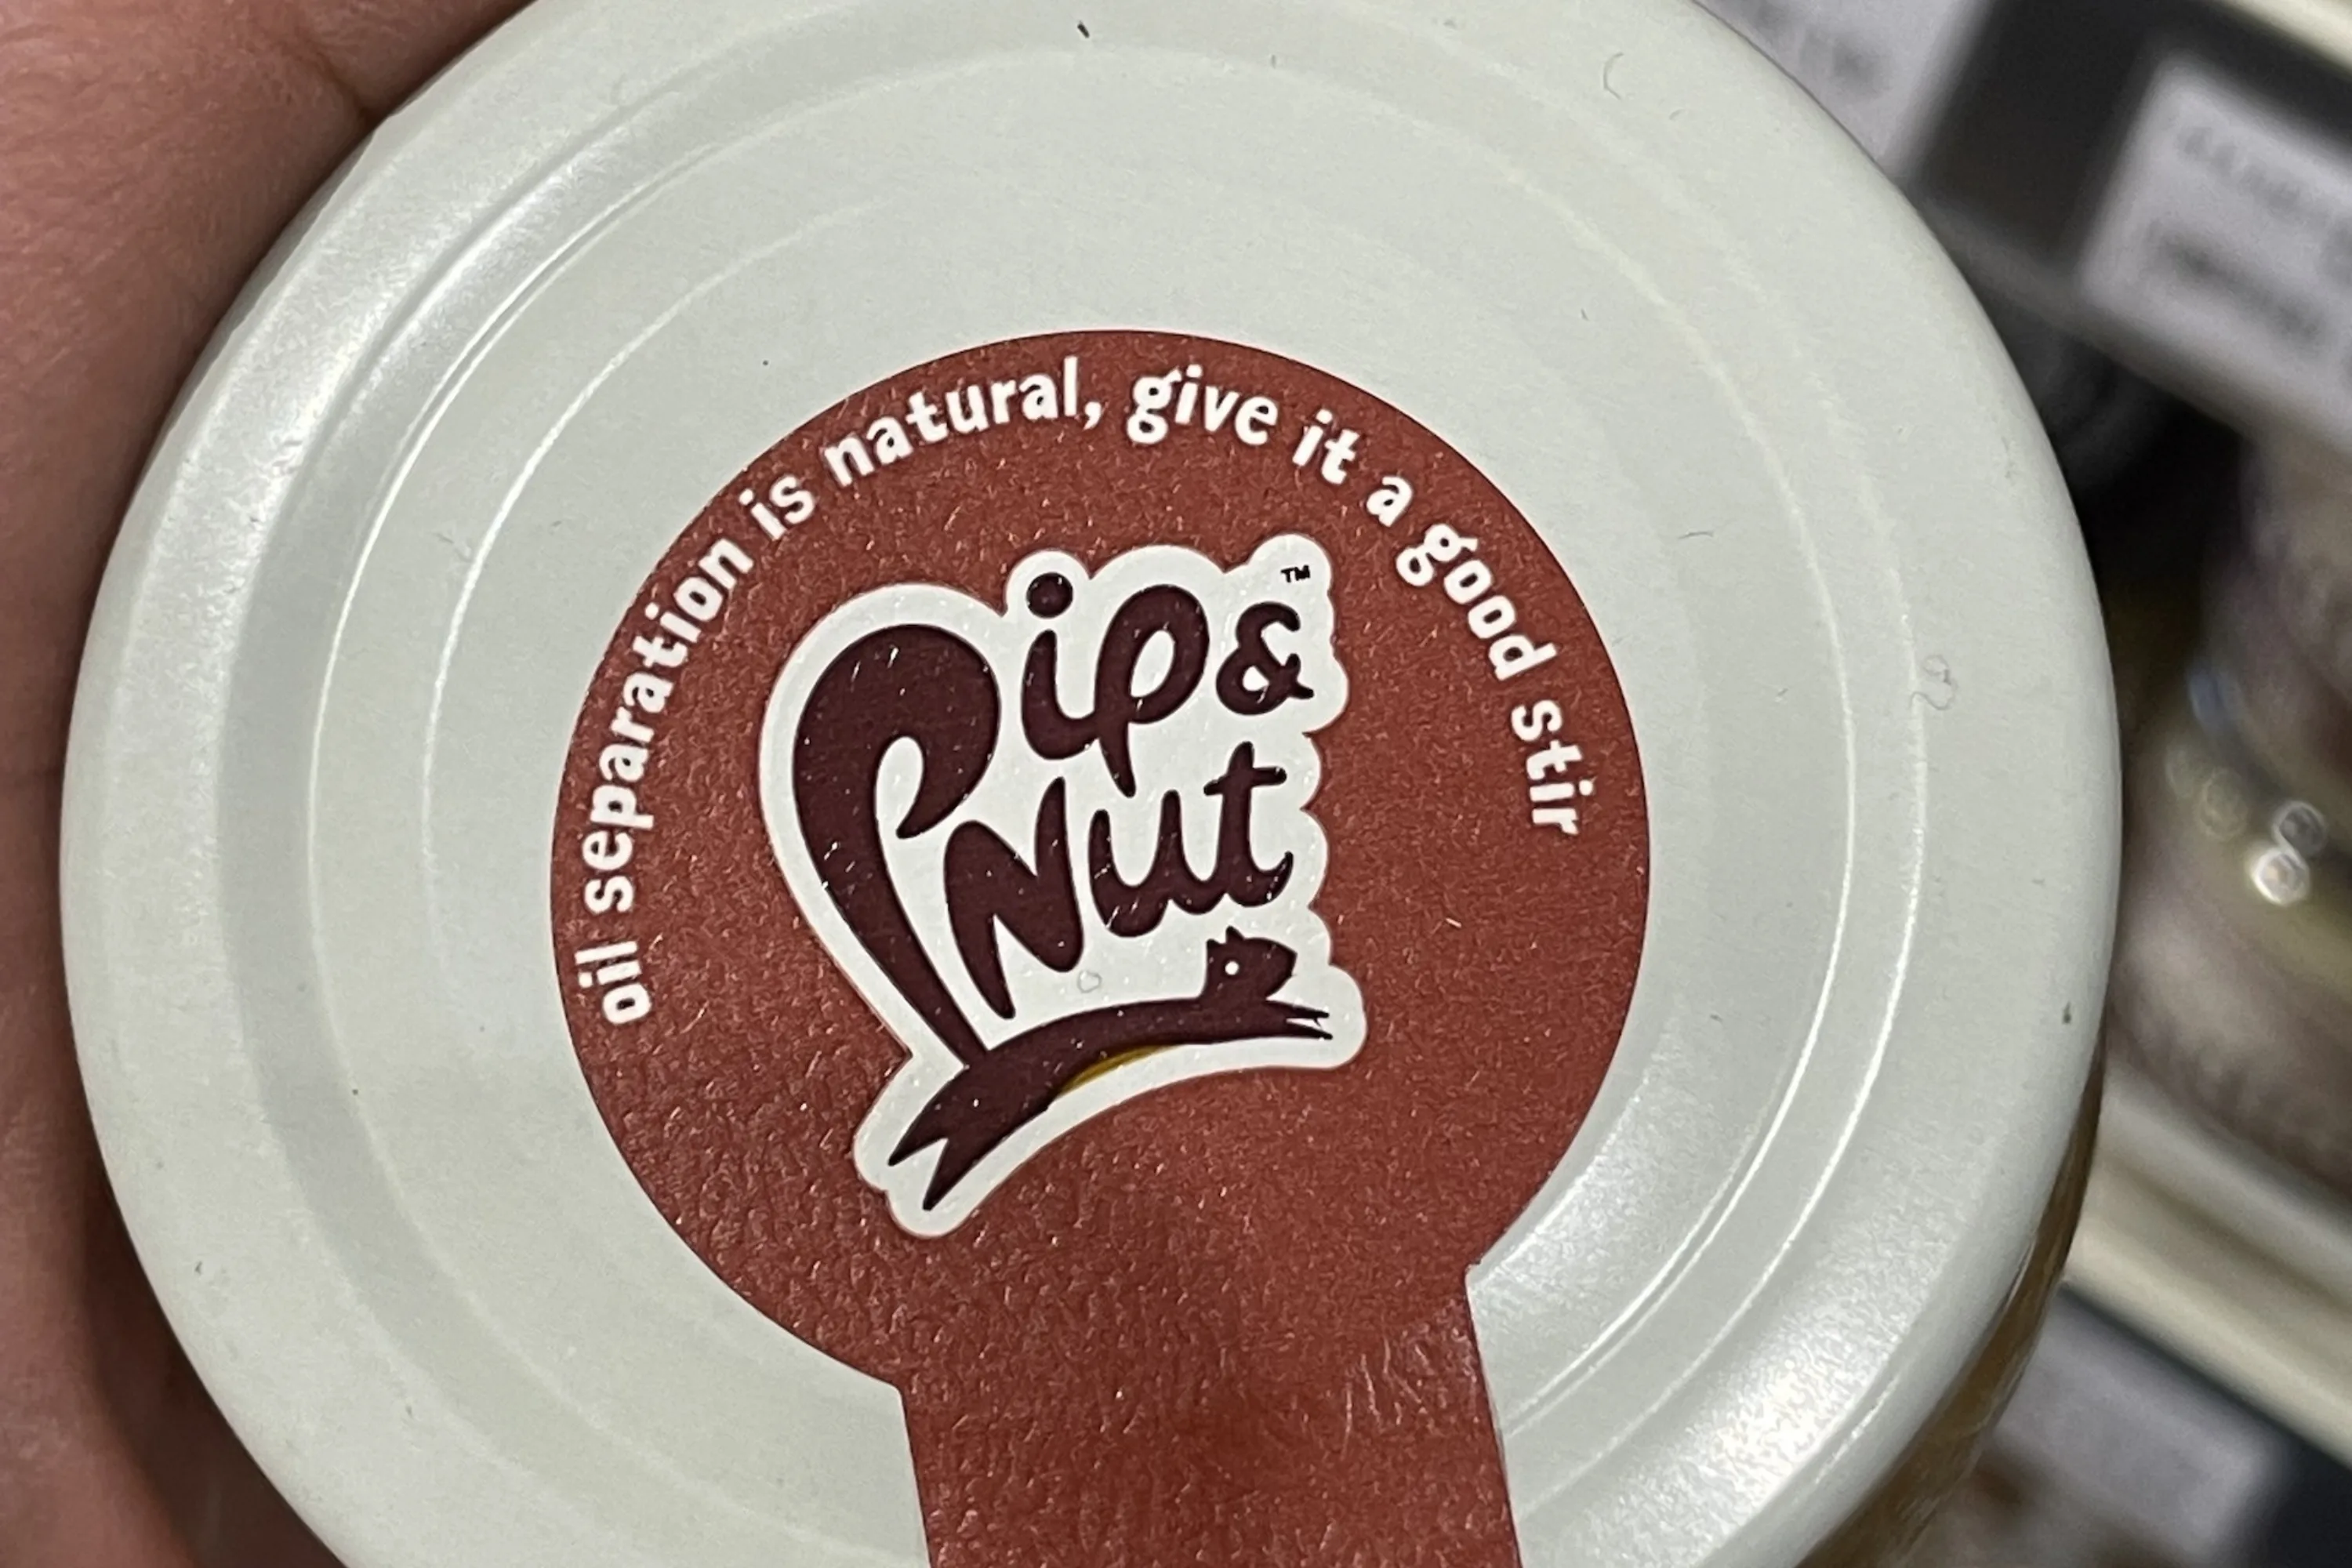 oil separation is natural, give it a good stir
Pip &
Nut
TM